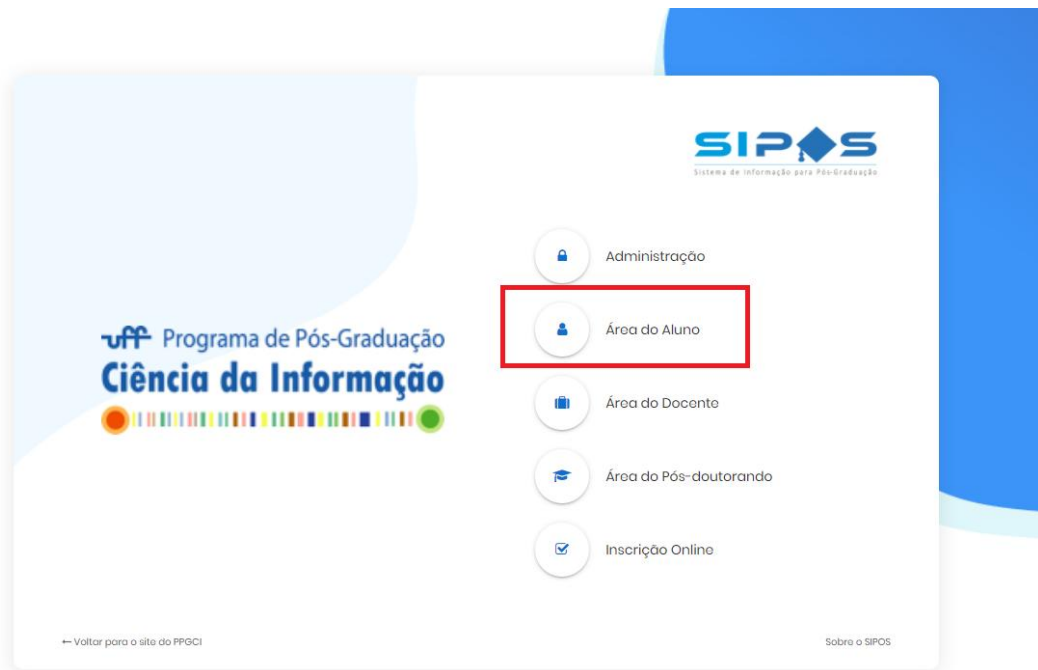 SIPOS
Sistema de Informação para Pós-Graduação
Administração
Área do Aluno
uff Programa de Pós-Graduação
Ciência da Informação
Área do Docente
Área do Pós-doutorando
Inscrição Online
← Voltar para o site do PPGCI
Sobre o SIPOS